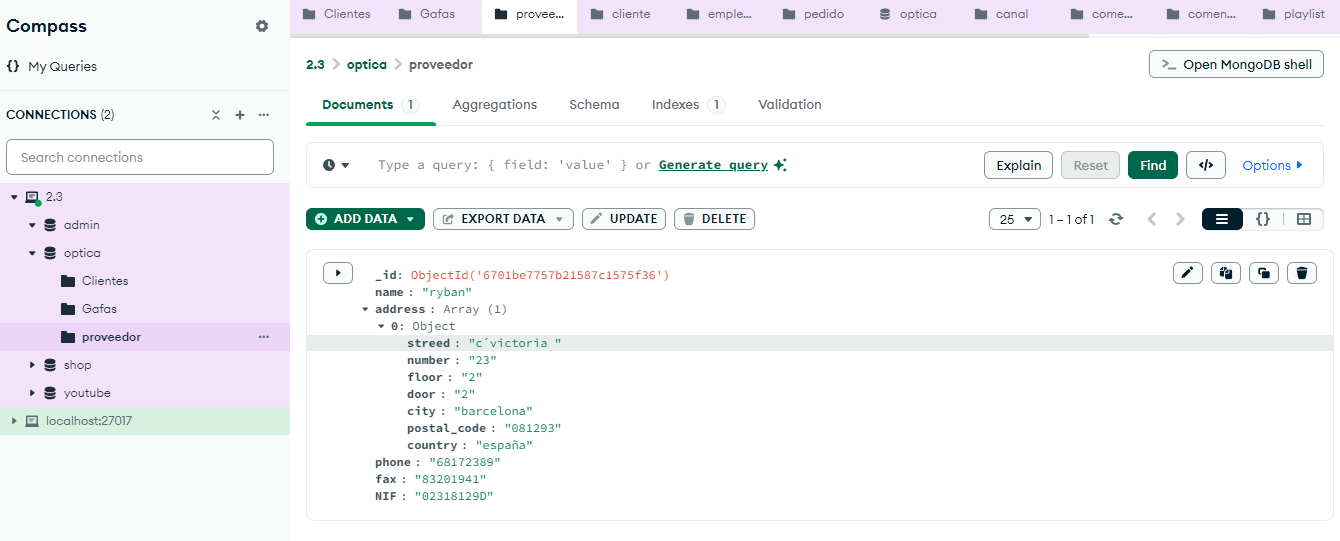 Compass
{} My Queries
CONNECTIONS (2)
Search connections
2.3
admin
optica
Clientes
Gafas
proveedor
shop
youtube
localhost:27017
Clientes Gafas provee... cliente emple... pedido optica canal come... comen... playlist
2.3 > optica > proveedor
>_ Open MongoDB shell
Documents 1 Aggregations Schema Indexes 1 Validation
Type a query: { field: 'value' } or Generate query
Explain Reset Find </> Options
ADD DATA EXPORT DATA UPDATE DELETE
25 1 – 1 of 1 {}
_id: ObjectId('6701be7757b21587c1575f36')
name : "ryban"
address : Array (1)
0: Object
streed : "c´victoria "
number : "23"
floor : "2"
door : "2"
city : "barcelona"
postal_code : "081293"
country : "españa"
phone : "68172389"
fax : "83201941"
NIF : "02318129D"